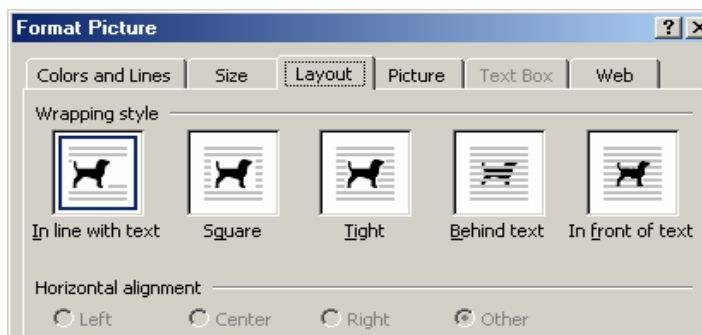 Format Picture
Colors and Lines Size Layout Picture Text Box Web
Wrapping style
In line with text Square Tight Behind text In front of text
Horizontal alignment
Left Center Right Other